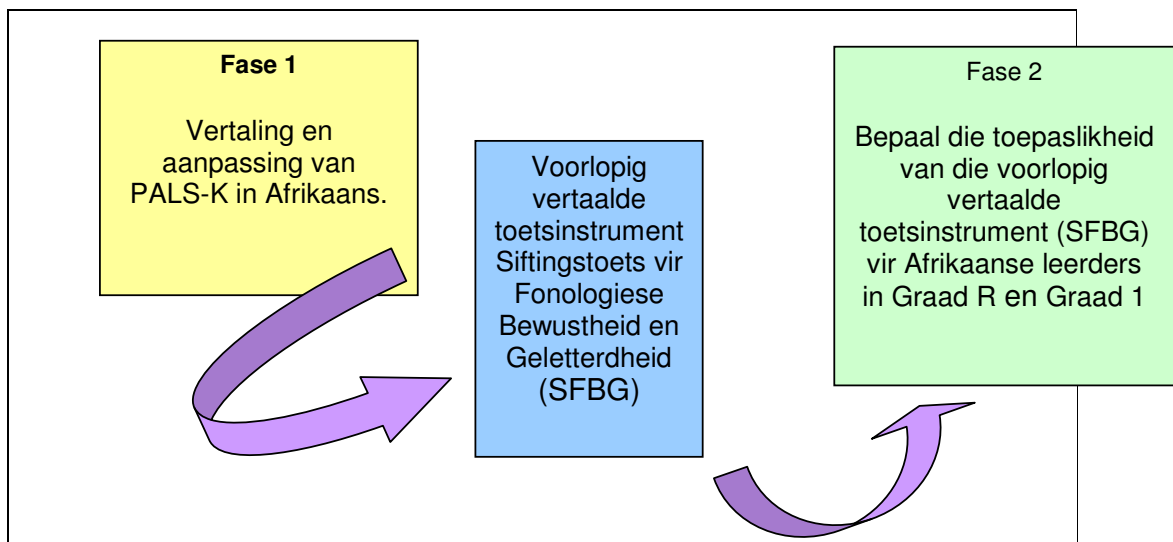 Fase 1
Vertaling en
aanpassing van
PALS-K in Afrikaans.
Voorlopig
vertaalde
toetsinstrument
Siftingstoets vir
Fonologiese
Bewustheid en
Geletterdheid
(SFBG)
Fase 2
Bepaal die toepaslikheid
van die voorlopig
vertaalde
toetsinstrument (SFBG)
vir Afrikaanse leerders
in Graad R en Graad 1